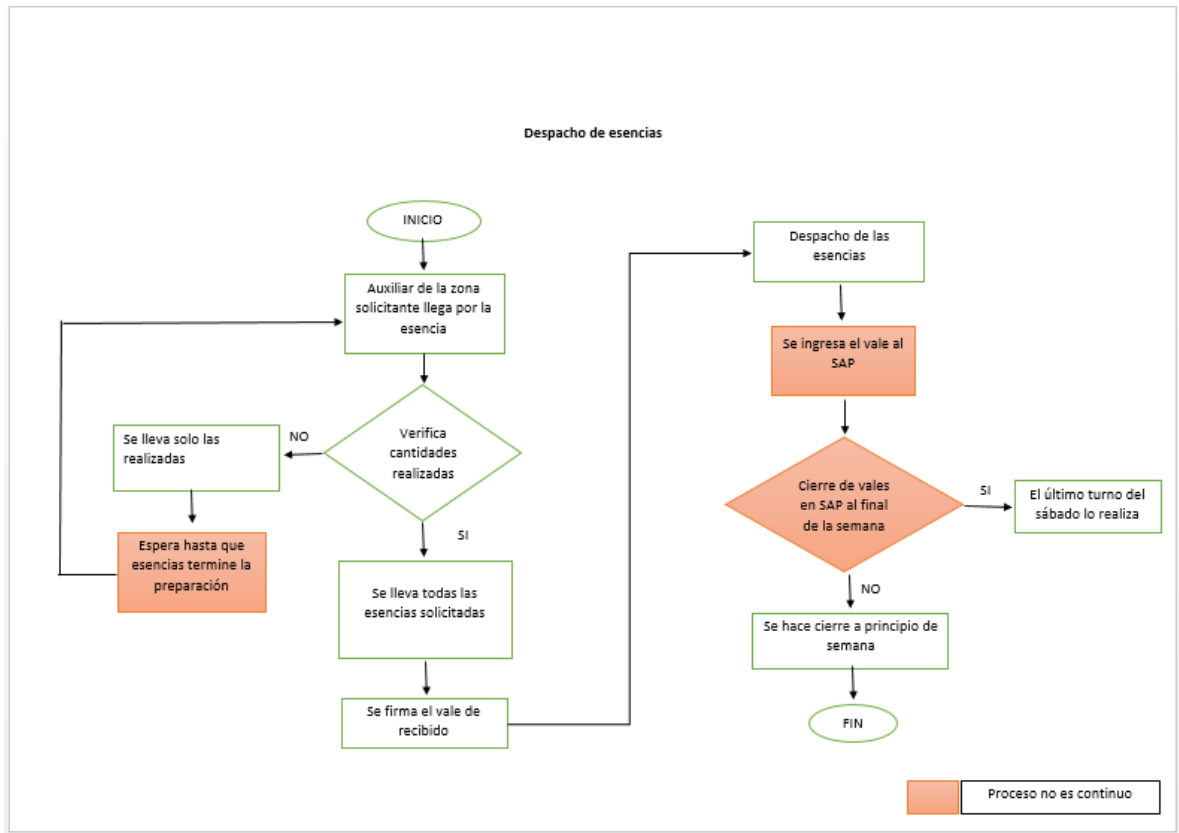 Despacho de esencias
INICIO
Auxiliar de la zona
solicitante llega por la
esencia
Verifica
cantidades
realizadas
NO
Se lleva solo las
realizadas
Espera hasta que
esencias termine la
preparación
SI
Se lleva todas las
esencias solicitadas
Se firma el vale de
recibido
Despacho de las
esencias
Se ingresa el vale al
SAP
Cierre de vales
en SAP al final
de la semana
SI
El último turno del
sábado lo realiza
NO
Se hace cierre a principio de
semana
FIN
Proceso no es continuo